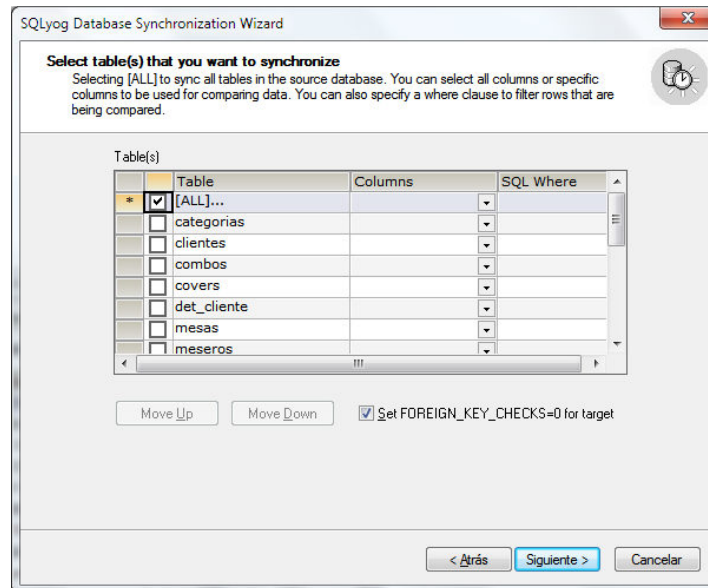 SQLyog Database Synchronization Wizard
Select table(s) that you want to synchronize
Selecting [ALL] to sync all tables in the source database. You can select all columns or specific
columns to be used for comparing data. You can also specify a where clause to filter rows that are
being compared.
Table(s)
Table Columns SQL Where
* [ALL]...
categorias
clientes
combos
covers
det_cliente
mesas
meseros
Move Up Move Down Set FOREIGN_KEY_CHECKS=0 for target
< Atrás Siguiente > Cancelar